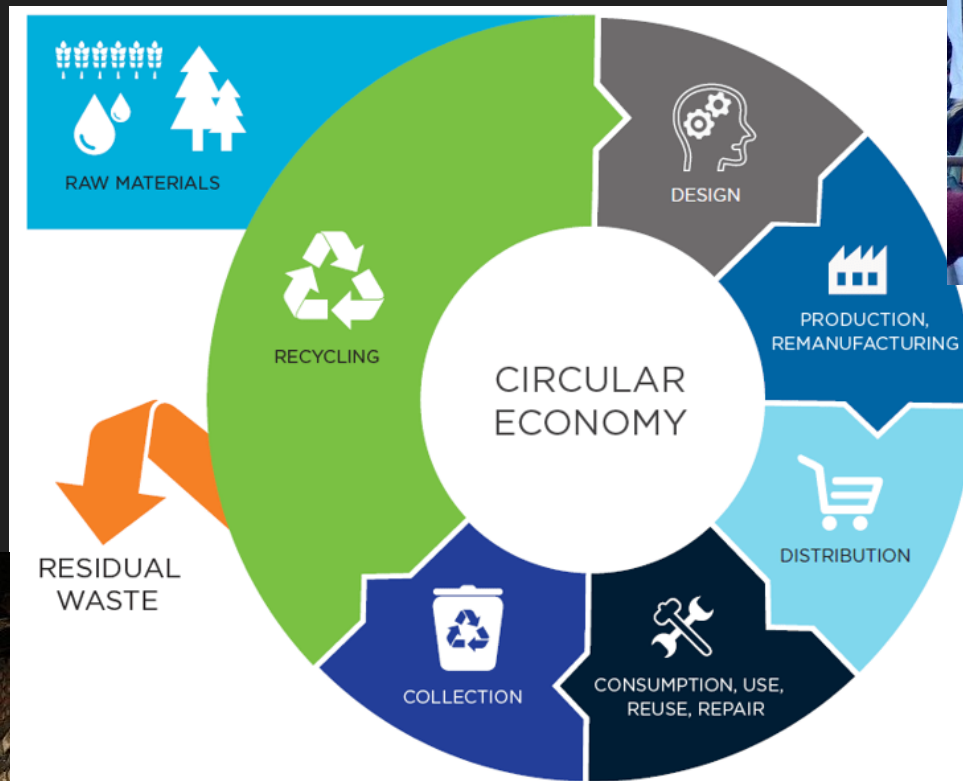 RAW MATERIALS
DESIGN
PRODUCTION,
REMANUFACTURING
RECYCLING
CIRCULAR
ECONOMY
DISTRIBUTION
RESIDUAL
WASTE
COLLECTION
CONSUMPTION, USE,
REUSE, REPAIR